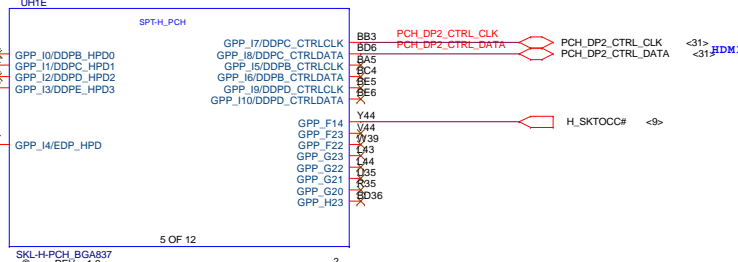 UH1E
SPT-H_PCH
GPP_I7/DDPC_CTRLCLK BB3 PCH_DP2_CTRL_CLK PCH_DP2_CTRL_CLK <31>
GPP_I0/DDPB_HPD0 GPP_I8/DDPC_CTRLDATA BD6 PCH_DP2_CTRL_DATA PCH_DP2_CTRL_DATA <31> HDMI
GPP_I1/DDPC_HPD1 GPP_I5/DDPB_CTRLCLK BA5
GPP_I2/DDPD_HPD2 GPP_I6/DDPB_CTRLDATA BC4
GPP_I3/DDPE_HPD3 GPP_I9/DDPD_CTRLCLK BE5
GPP_I10/DDPD_CTRLDATA BE6
GPP_F14 Y44 H_SKTOCC# <9>
GPP_F23 V44
GPP_I4/EDP_HPD GPP_F22 W39
GPP_G23 L43
GPP_G22 L44
GPP_G21 U35
GPP_G20 R35
GPP_H23 BD36
5 OF 12
SKL-H-PCH_BGA837